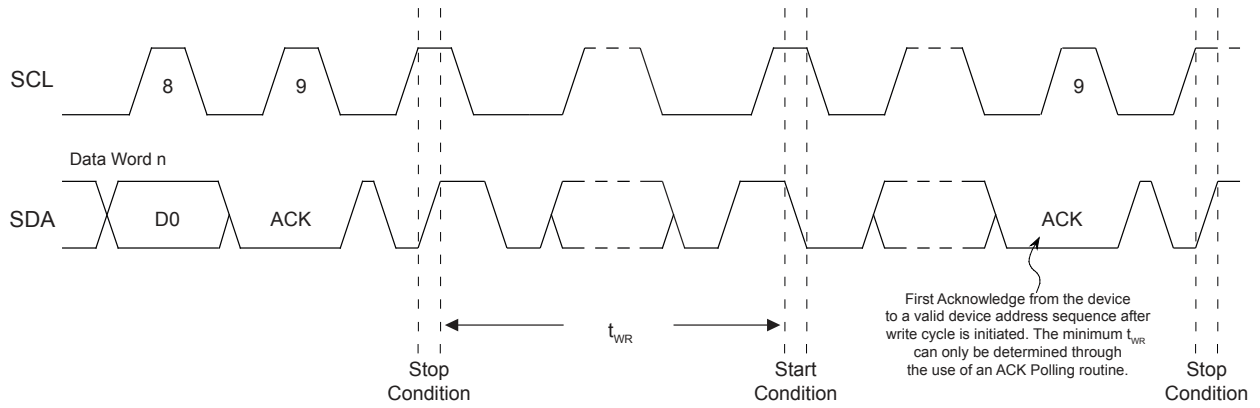 SCL
8
9
9
Data Word n
SDA
D0
ACK
ACK
First Acknowledge from the device
to a valid device address sequence after
write cycle is initiated. The minimum tWR
can only be determined through
the use of an ACK Polling routine.
tWR
Stop
Condition
Start
Condition
Stop
Condition